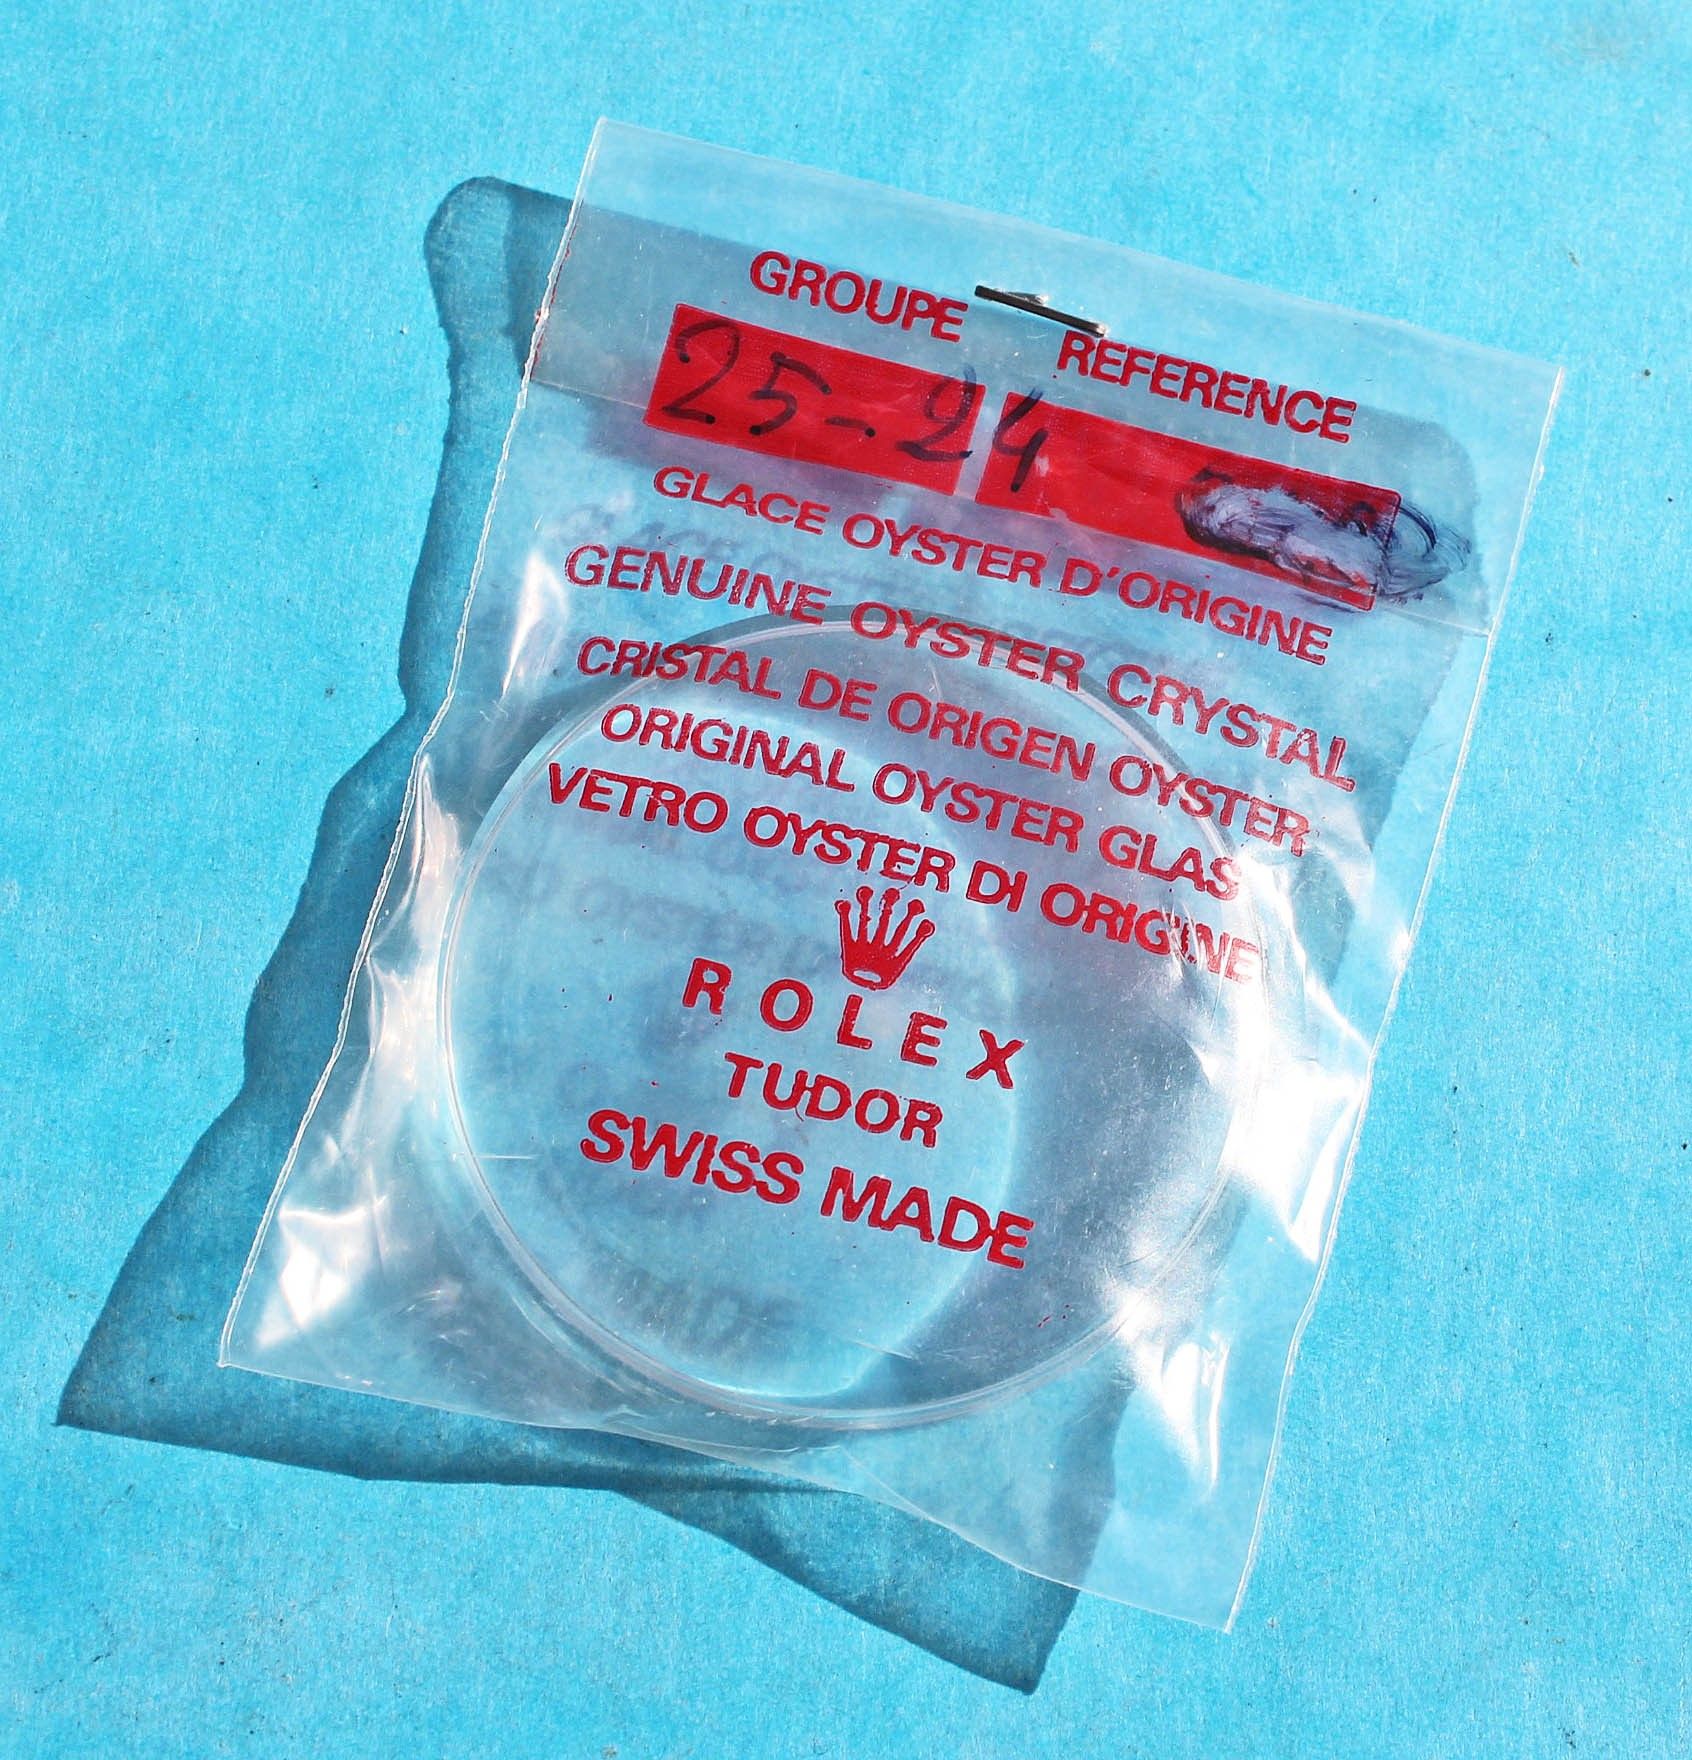 GROUPE REFERENCE
25-24
GLACE OYSTER D'ORIGINE
GENUINE OYSTER CRYSTAL
CRISTAL DE ORIGEN OYSTER
ORIGINAL OYSTER GLAS
VETRO OYSTER DI ORIGINE
ROLEX
TUDOR
SWISS MADE